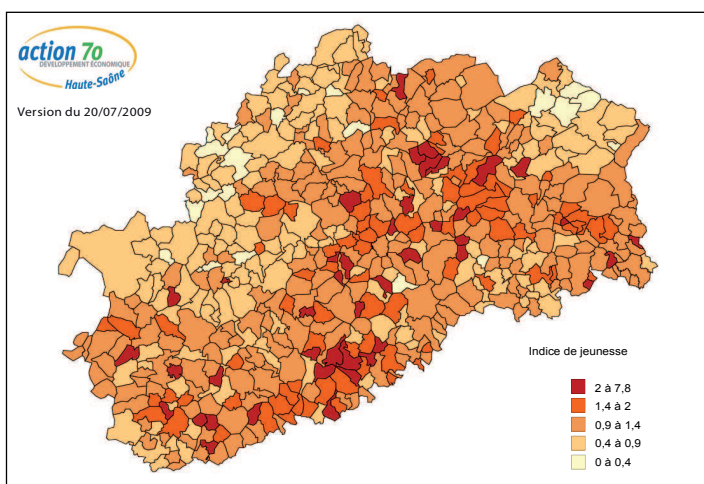 action 70
DÉVELOPPEMENT ÉCONOMIQUE
Haute-Saône
Version du 20/07/2009
Indice de jeunesse
2 à 7,8
1,4 à 2
0,9 à 1,4
0,4 à 0,9
0 à 0,4